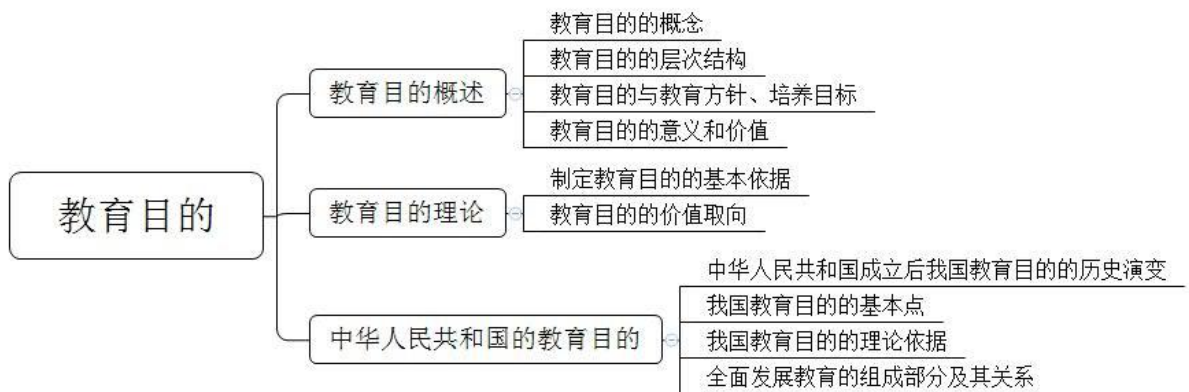 教育目的
教育目的概述
教育目的的概念
教育目的的层次结构
教育目的与教育方针、培养目标
教育目的的意义和价值
教育目的理论
制定教育目的的基本依据
教育目的的价值取向
中华人民共和国的教育目的
中华人民共和国成立后我国教育目的的历史演变
我国教育目的的基本点
我国教育目的的理论依据
全面发展教育的组成部分及其关系